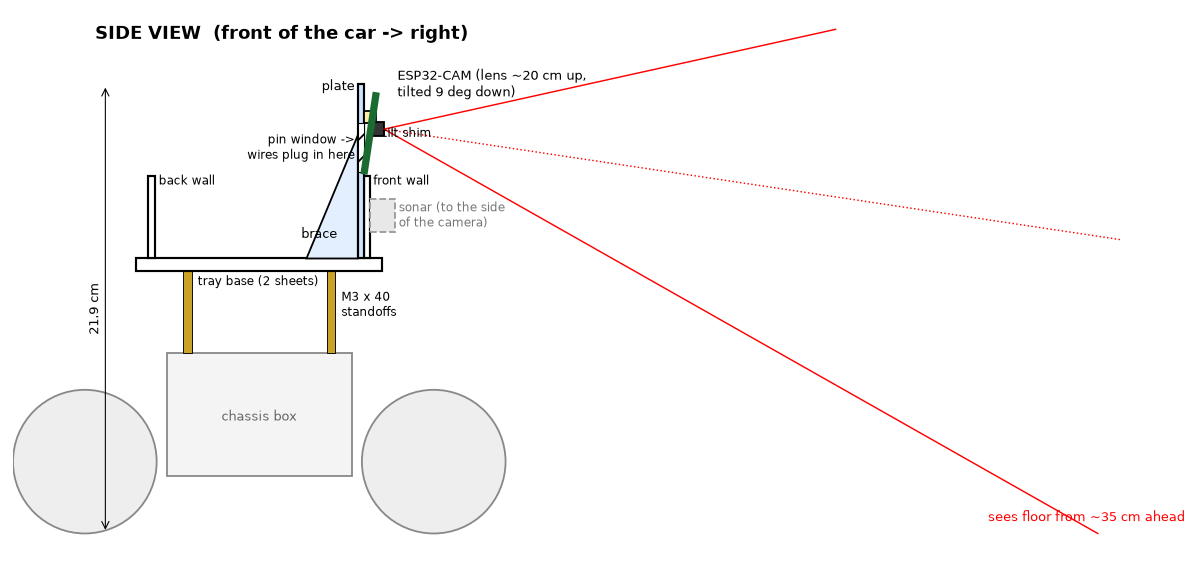 SIDE VIEW  (front of the car -> right)
ESP32-CAM (lens ~20 cm up,
tilted 9 deg down)
plate
tilt shim
pin window ->
wires plug in here
back wall
front wall
sonar (to the side
of the camera)
brace
tray base (2 sheets)
M3 x 40
standoffs
21.9 cm
chassis box
sees floor from ~35 cm ahead